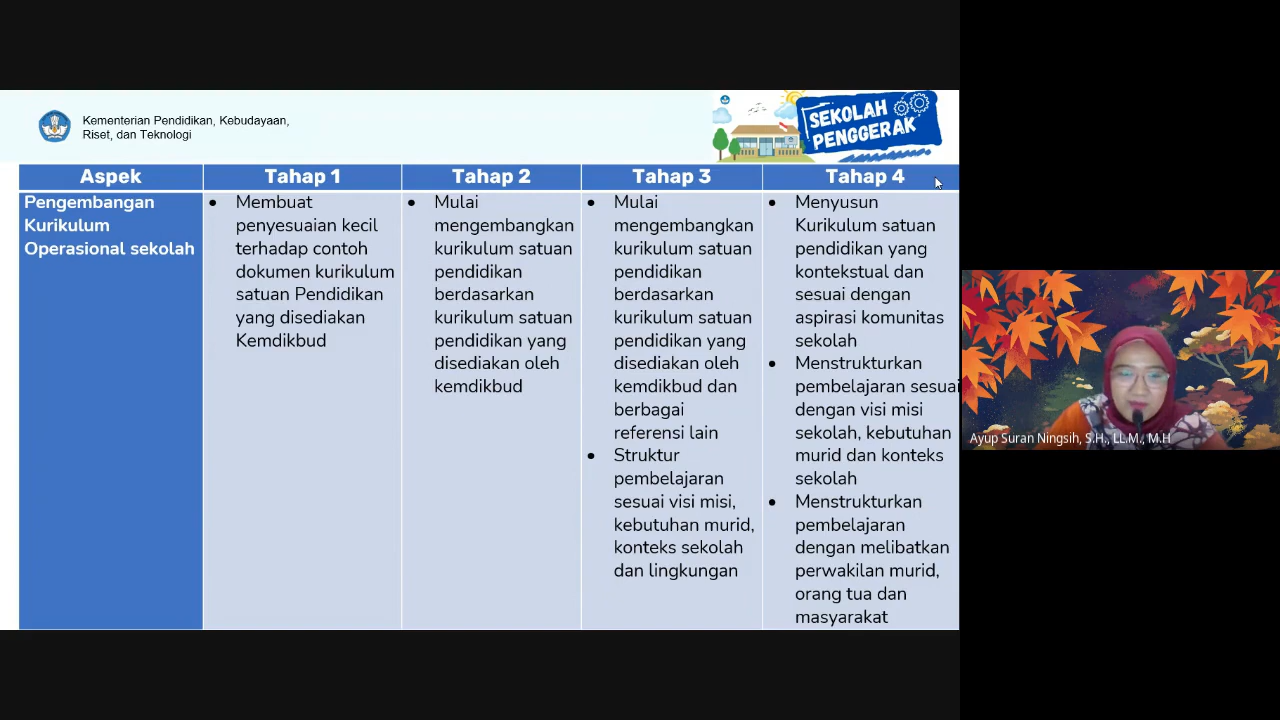 Kementerian Pendidikan, Kebudayaan,
Riset, dan Teknologi
SEKOLAH
PENGGERAK
Aspek
Tahap 1
Tahap 2
Tahap 3
Tahap 4
Pengembangan
Kurikulum
Operasional sekolah
• Membuat
penyesuaian kecil
terhadap contoh
dokumen kurikulum
satuan Pendidikan
yang disediakan
Kemdikbud
• Mulai
mengembangkan
kurikulum satuan
pendidikan
berdasarkan
kurikulum satuan
pendidikan yang
disediakan oleh
kemdikbud
• Mulai
mengembangkan
kurikulum satuan
pendidikan
berdasarkan
kurikulum satuan
pendidikan yang
disediakan oleh
kemdikbud dan
berbagai
referensi lain
• Struktur
pembelajaran
sesuai visi misi,
kebutuhan murid,
konteks sekolah
dan lingkungan
• Menyusun
Kurikulum satuan
pendidikan yang
kontekstual dan
sesuai dengan
aspirasi komunitas
sekolah
• Menstrukturkan
pembelajaran sesuai
dengan visi misi
sekolah, kebutuhan
murid dan konteks
sekolah
• Menstrukturkan
pembelajaran
dengan melibatkan
perwakilan murid,
orang tua dan
masyarakat
Ayup Suran Ningsih, S.H., LL.M., M.H